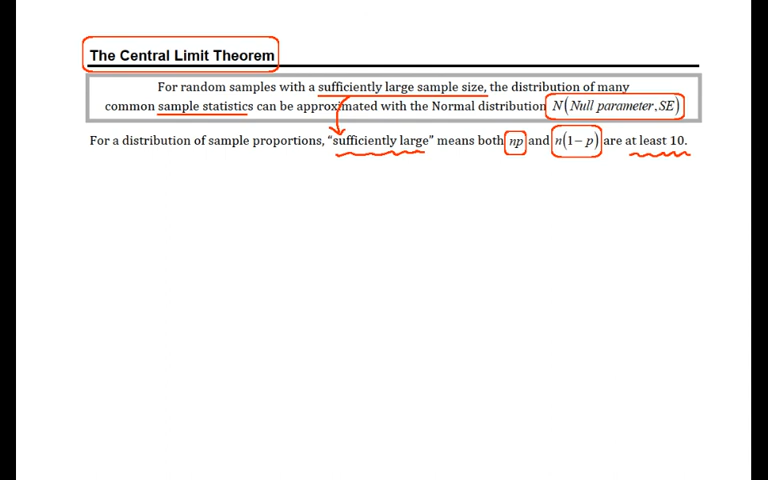 The Central Limit Theorem
For random samples with a sufficiently large sample size, the distribution of many
common sample statistics can be approximated with the Normal distribution N(Null parameter, SE)
For a distribution of sample proportions, “sufficiently large” means both np and n(1−p) are at least 10.